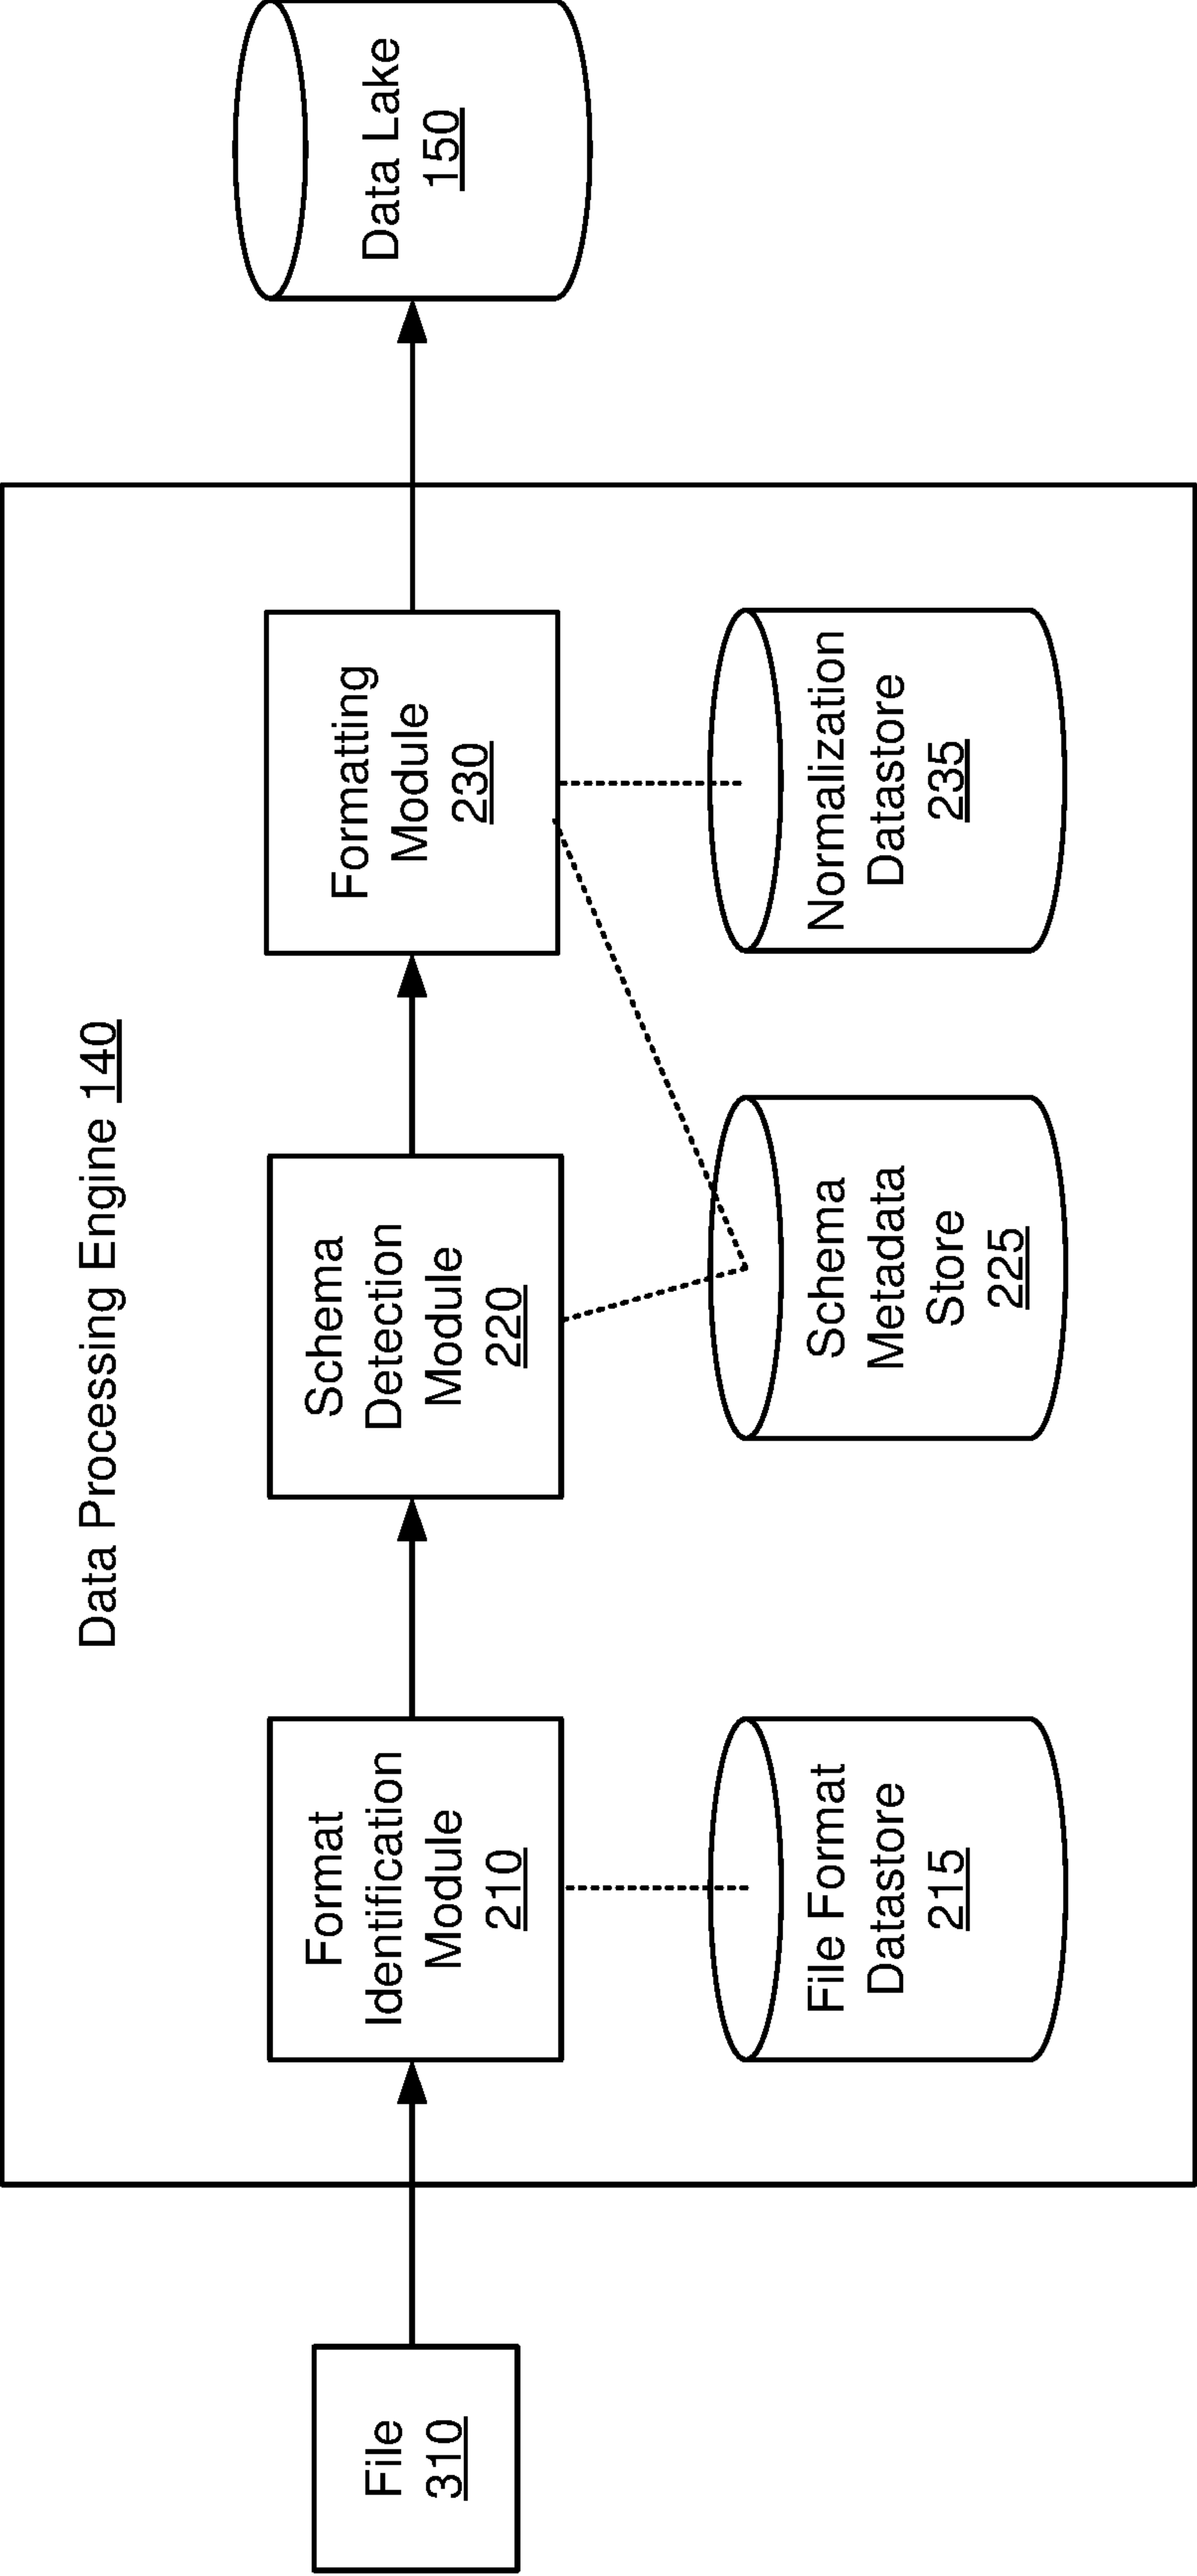 Data Processing Engine 140
File
310
Format
Identification
Module
210
Schema
Detection
Module
220
Formatting
Module
230
Data Lake
150
File Format
Datastore
215
Schema
Metadata
Store
225
Normalization
Datastore
235